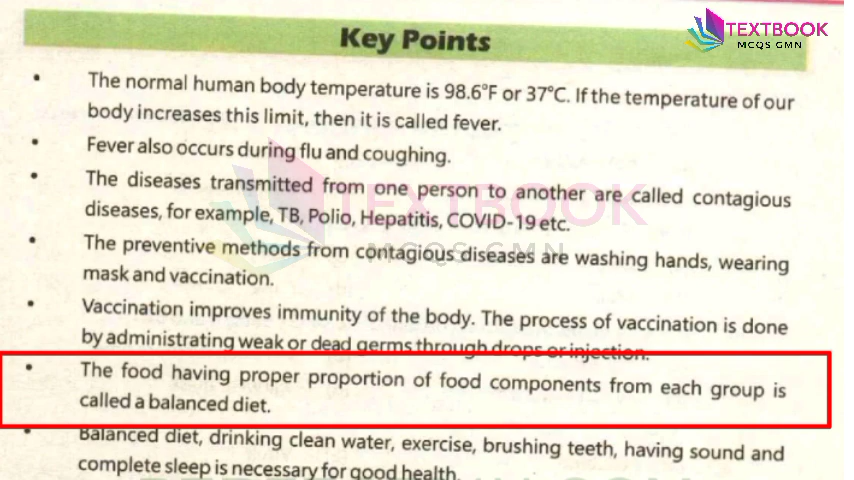 Key Points
TEXTBOOK
MCQS GMN
• The normal human body temperature is 98.6°F or 37°C. If the temperature of our
body increases this limit, then it is called fever.
• Fever also occurs during flu and coughing.
• The diseases transmitted from one person to another are called contagious
diseases, for example, TB, Polio, Hepatitis, COVID-19 etc.
• The preventive methods from contagious diseases are washing hands, wearing
mask and vaccination.
• Vaccination improves immunity of the body. The process of vaccination is done
by administrating weak or dead germs through drops or injection.
• The food having proper proportion of food components from each group is
called a balanced diet.
• Balanced diet, drinking clean water, exercise, brushing teeth, having sound and
complete sleep is necessary for good health.
TEXTBOOK
MCQS GMN